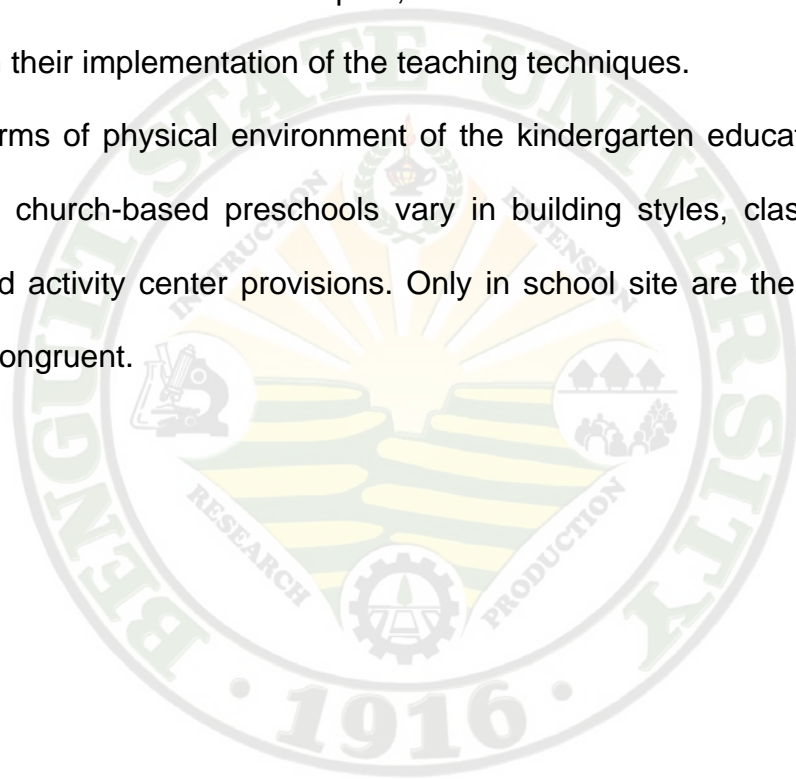 their implementation of the teaching techniques.
rms of physical environment of the kindergarten educat
church-based preschools vary in building styles, clas
d activity center provisions. Only in school site are the
ongruent.
BENGUET STATE UNIVERSITY
INSTRUCTION
EXTENSION
RESEARCH
PRODUCTION
1916